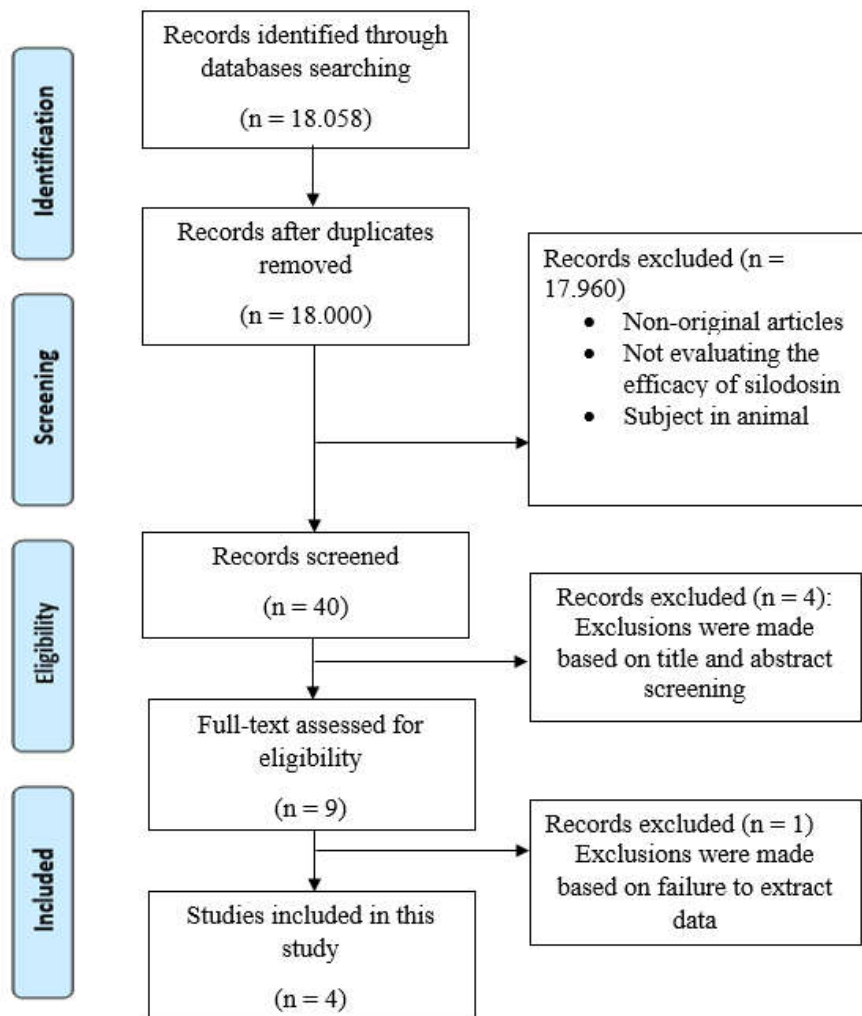 Identification
Records identified through
databases searching
(n = 18.058)
Records after duplicates
removed
(n = 18.000)
Screening
Records excluded (n =
17.960)
• Non-original articles
• Not evaluating the
efficacy of silodosin
• Subject in animal
Eligibility
Records screened
(n = 40)
Records excluded (n = 4):
Exclusions were made
based on title and abstract
screening
Full-text assessed for
eligibility
(n = 9)
Included
Records excluded (n = 1)
Exclusions were made
based on failure to extract
data
Studies included in this
study
(n = 4)